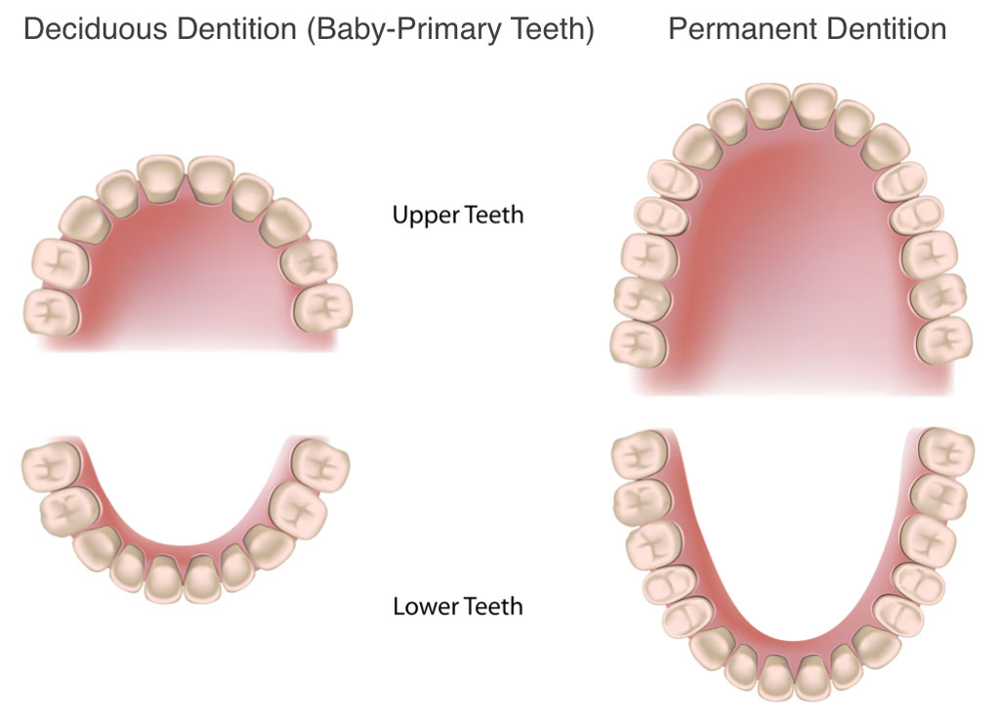 Deciduous Dentition (Baby-Primary Teeth)
Permanent Dentition
Upper Teeth
Lower Teeth